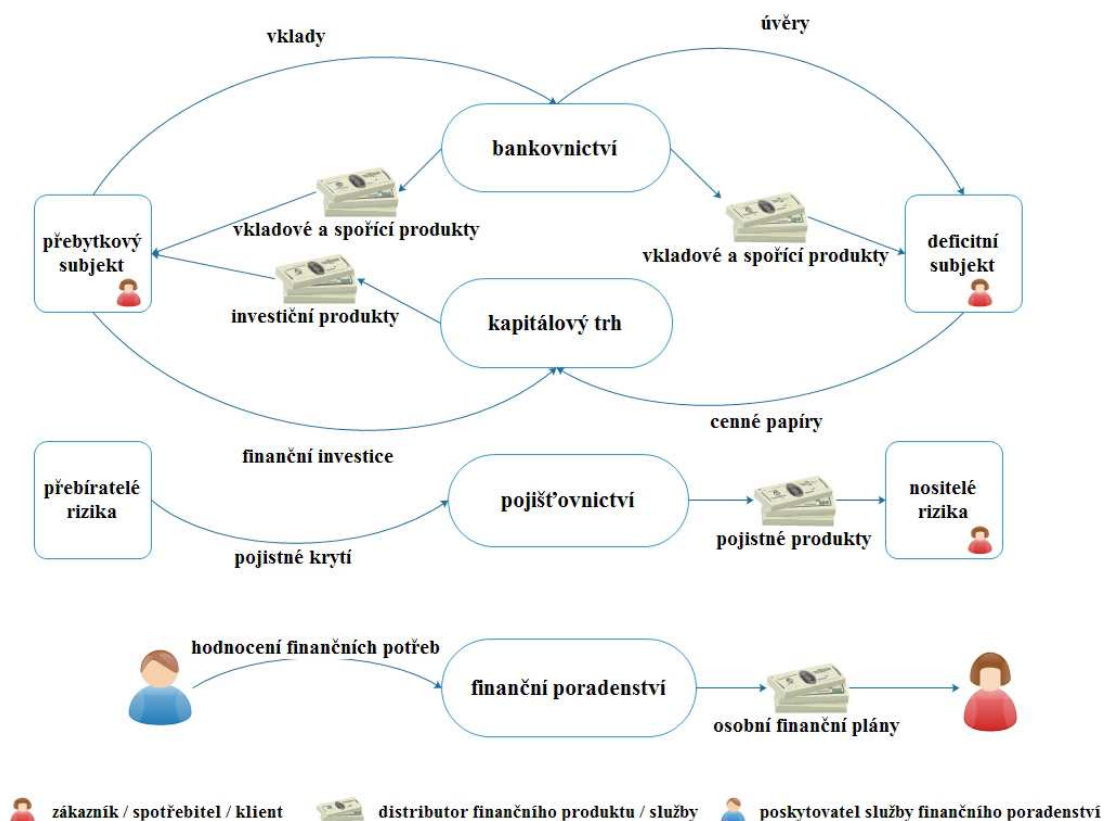 vklady
úvěry
bankovnictví
přebytkový
subjekt
vkladové a spořící produkty
vkladové a spořící produkty
deficitní
subjekt
investiční produkty
kapitálový trh
cenné papíry
finanční investice
přebíratelé
rizika
pojišťovnictví
nositelé
rizika
pojistné krytí
pojistné produkty
hodnocení finančních potřeb
finanční poradenství
osobní finanční plány
zákazník / spotřebitel / klient
distributor finančního produktu / služby
poskytovatel služby finančního poradenství